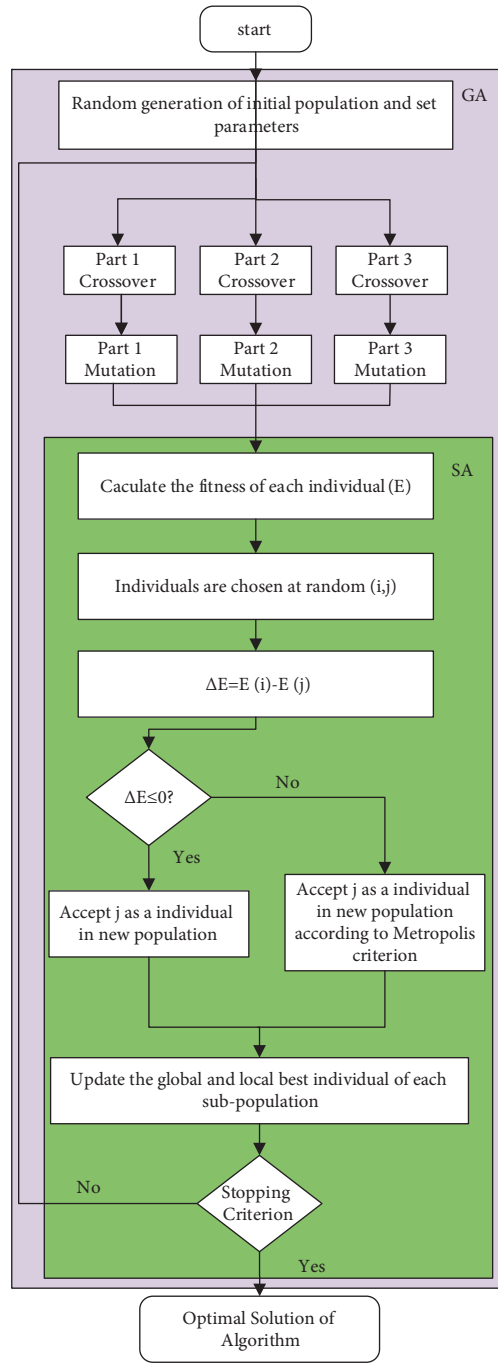 start
GA
Random generation of initial population and set
parameters
Part 1
Crossover
Part 2
Crossover
Part 3
Crossover
Part 1
Mutation
Part 2
Mutation
Part 3
Mutation
SA
Caculate the fitness of each individual (E)
Individuals are chosen at random (i,j)
ΔE=E (i)-E (j)
ΔE≤0?
No
Yes
Accept j as a individual
in new population
Accept j as a individual
in new population
according to Metropolis
criterion
Update the global and local best individual of each
sub-population
No
Stopping
Criterion
Yes
Optimal Solution of
Algorithm